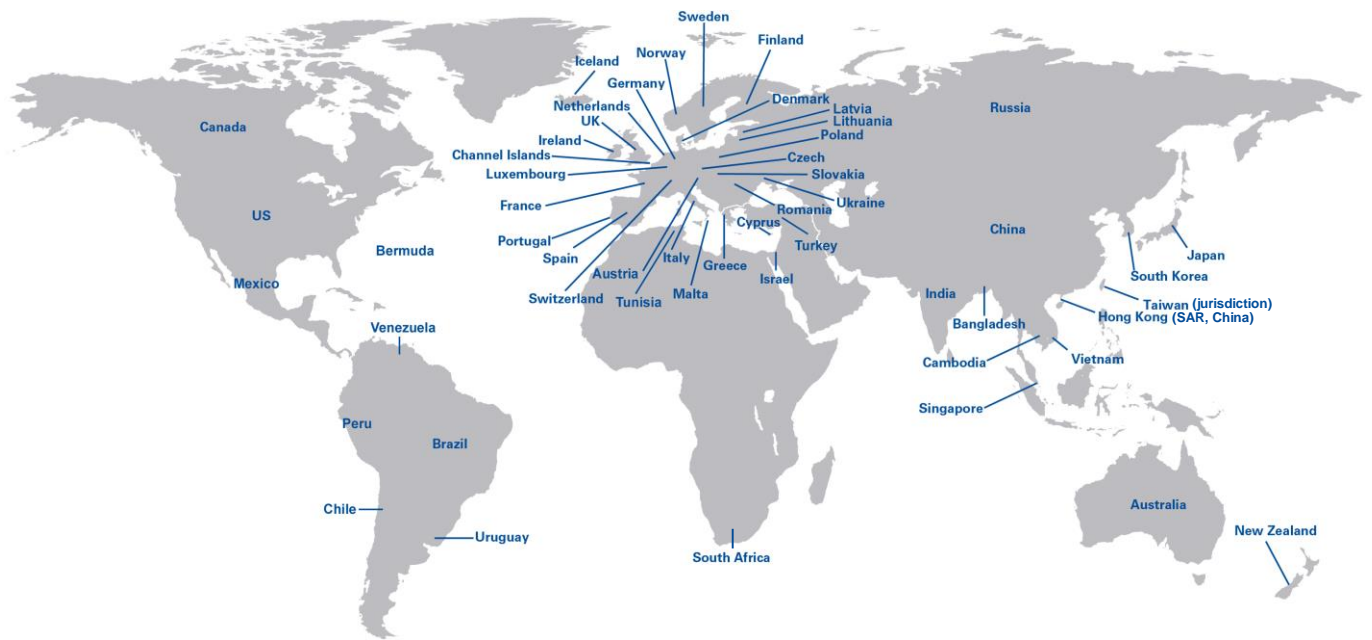 Sweden
Finland
Norway
Iceland
Germany
Netherlands
UK
Ireland
Channel Islands
Luxembourg
France
Portugal
Spain
Switzerland
Austria
Tunisia
Italy
Malta
Greece
Cyprus
Israel
Turkey
Romania
Ukraine
Slovakia
Czech
Poland
Lithuania
Latvia
Denmark
Canada
US
Mexico
Bermuda
Venezuela
Peru
Brazil
Chile
Uruguay
South Africa
Russia
China
India
Bangladesh
Cambodia
Singapore
Vietnam
Hong Kong (SAR, China)
Taiwan (jurisdiction)
South Korea
Japan
Australia
New Zealand